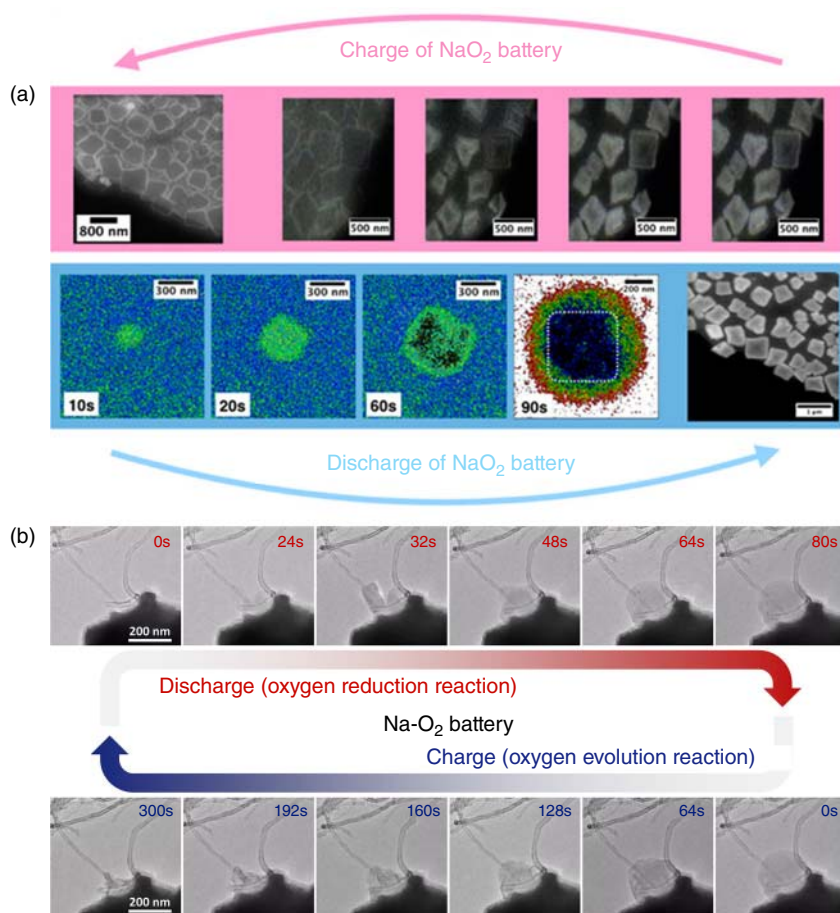 Charge of NaO₂ battery
(a)
800 nm
500 nm
500 nm
500 nm
500 nm
300 nm
300 nm
300 nm
200 nm
10s
20s
60s
90s
1 µm
Discharge of NaO₂ battery
(b)
0s
24s
32s
48s
64s
80s
200 nm
Discharge (oxygen reduction reaction)
Na-O₂ battery
Charge (oxygen evolution reaction)
300s
192s
160s
128s
64s
0s
200 nm